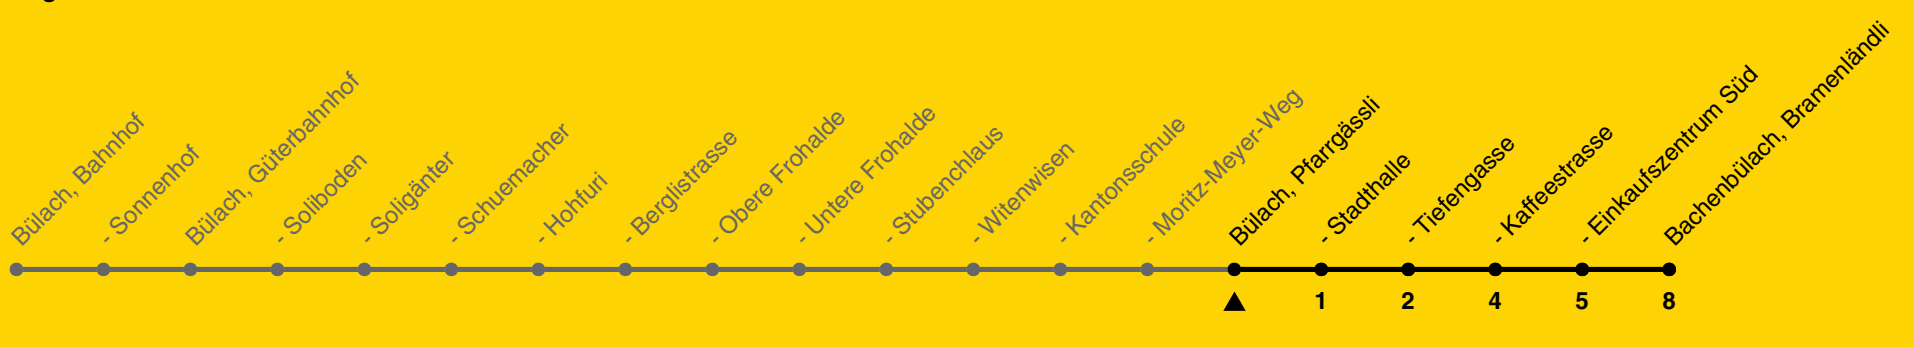 Bülach, Bahnhof
- Sonnenhof
Bülach, Güterbahnhof
- Soliboden
- Soligänter
- Schuemacher
- Hohfuri
- Berglistrasse
- Obere Frohalde
- Untere Frohalde
- Stubenchlaus
- Witenwisen
- Kantonsschule
- Moritz-Meyer-Weg
Bülach, Pfarrgässli
- Stadthalle
- Tiefengasse
- Kaffeestrasse
- Einkaufszentrum Süd
Bachenbülach, Bramenländli
1 2 4 5 8